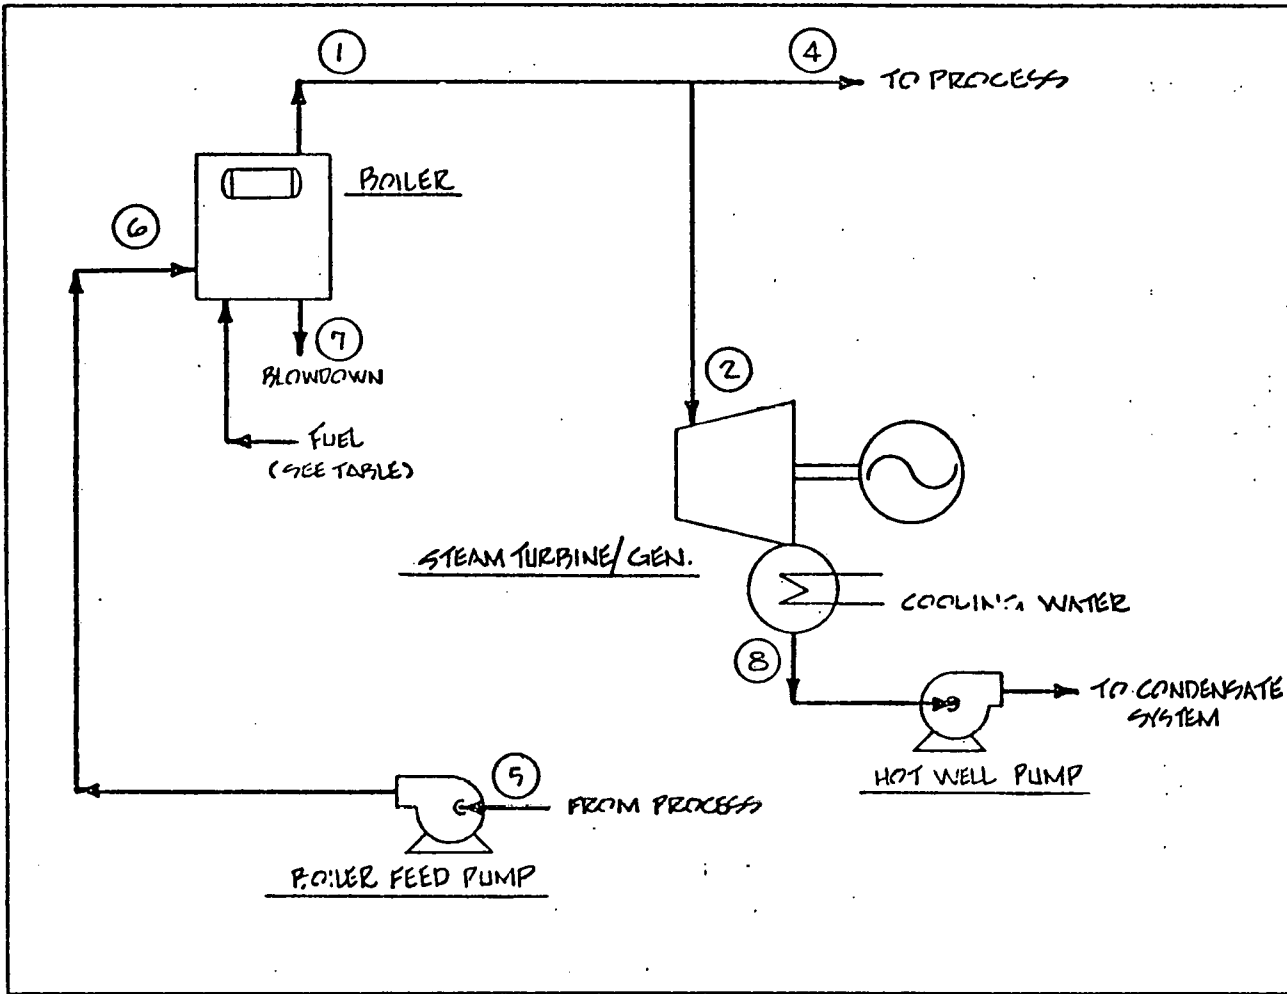 1
4
TO PROCESS
BOILER
6
7
BLOWDOWN
2
FUEL
(SEE TABLE)
STEAM TURBINE/GEN.
COOLING WATER
8
TO CONDENSATE
SYSTEM
HOT WELL PUMP
5
FROM PROCESS
BOILER FEED PUMP